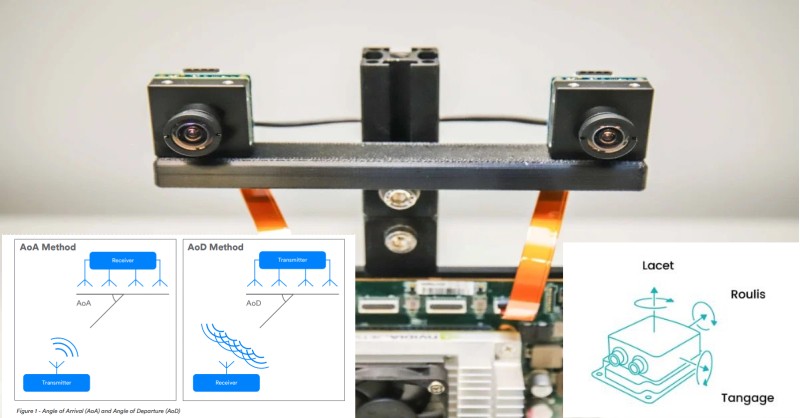 AoA Method
Receiver
AoA
Transmitter
AoD Method
Transmitter
AoD
Receiver
Figure 1 - Angle of Arrival (AoA) and Angle of Departure (AoD)
Lacet
Roulis
Tangage